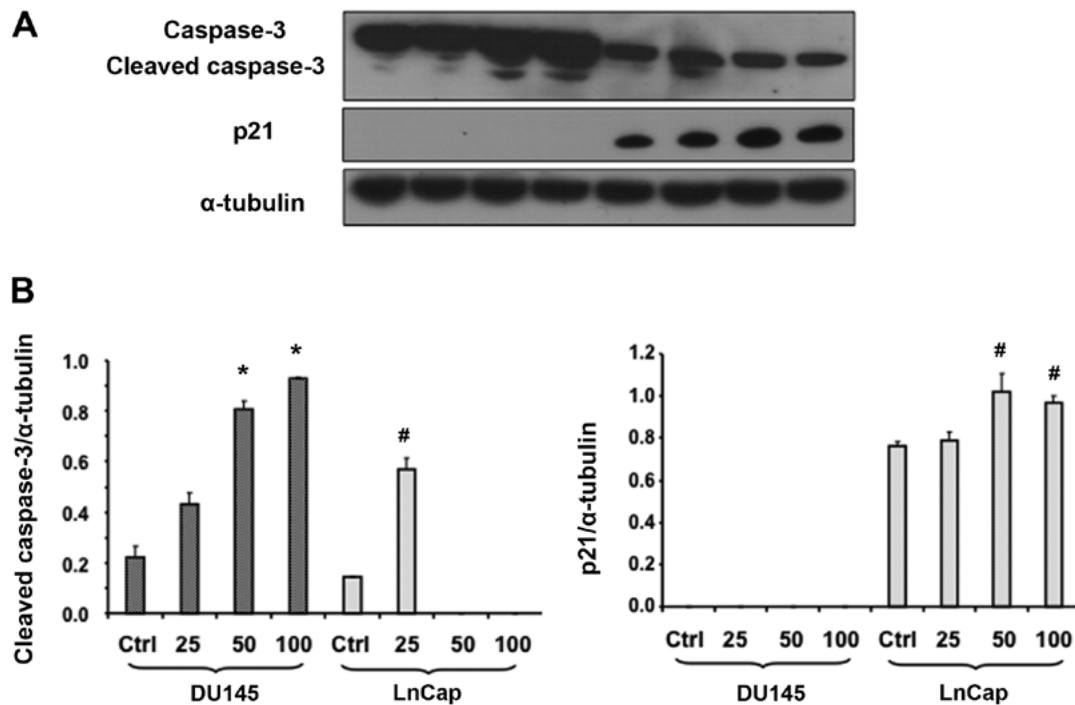 A
Caspase-3
Cleaved caspase-3
p21
α-tubulin
B
Cleaved caspase-3/α-tubulin
1.0
0.8
0.6
0.4
0.2
0.0
* * #
Ctrl 25 50 100 Ctrl 25 50 100
DU145 LnCap
p21/α-tubulin
1.2
1.0
0.8
0.6
0.4
0.2
0.0
# #
Ctrl 25 50 100 Ctrl 25 50 100
DU145 LnCap